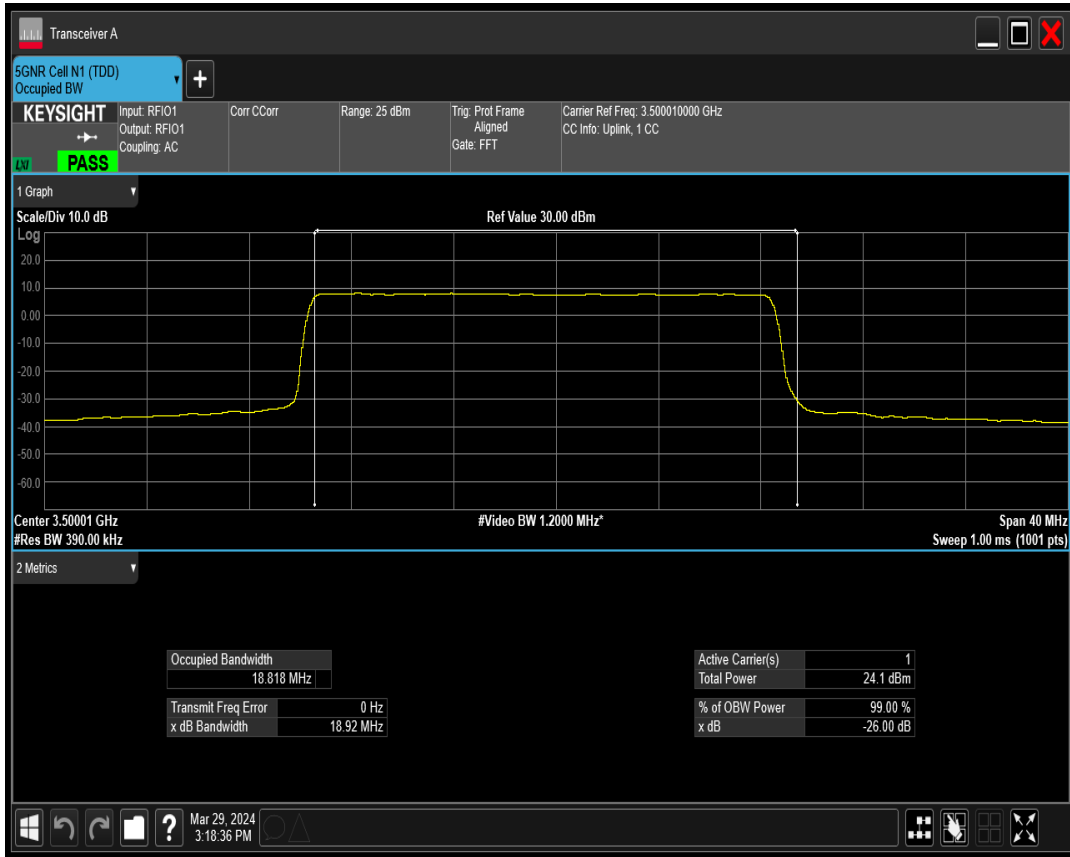 Transceiver A
5GNR Cell N1 (TDD)
Occupied BW
+
KEYSIGHT
LXI
PASS
Input: RFIO1
Output: RFIO1
Coupling: AC
Corr CCorr
Range: 25 dBm
Trig: Prot Frame
Aligned
Gate: FFT
Carrier Ref Freq: 3.500010000 GHz
CC Info: Uplink, 1 CC
1 Graph
Scale/Div 10.0 dB
Ref Value 30.00 dBm
Log
20.0
10.0
0.00
-10.0
-20.0
-30.0
-40.0
-50.0
-60.0
Center 3.50001 GHz
#Video BW 1.2000 MHz*
Span 40 MHz
#Res BW 390.00 kHz
Sweep 1.00 ms (1001 pts)
2 Metrics
Occupied Bandwidth
18.818 MHz
Transmit Freq Error 0 Hz
x dB Bandwidth 18.92 MHz
Active Carrier(s) 1
Total Power 24.1 dBm
% of OBW Power 99.00 %
x dB -26.00 dB
?
Mar 29, 2024
3:18:36 PM